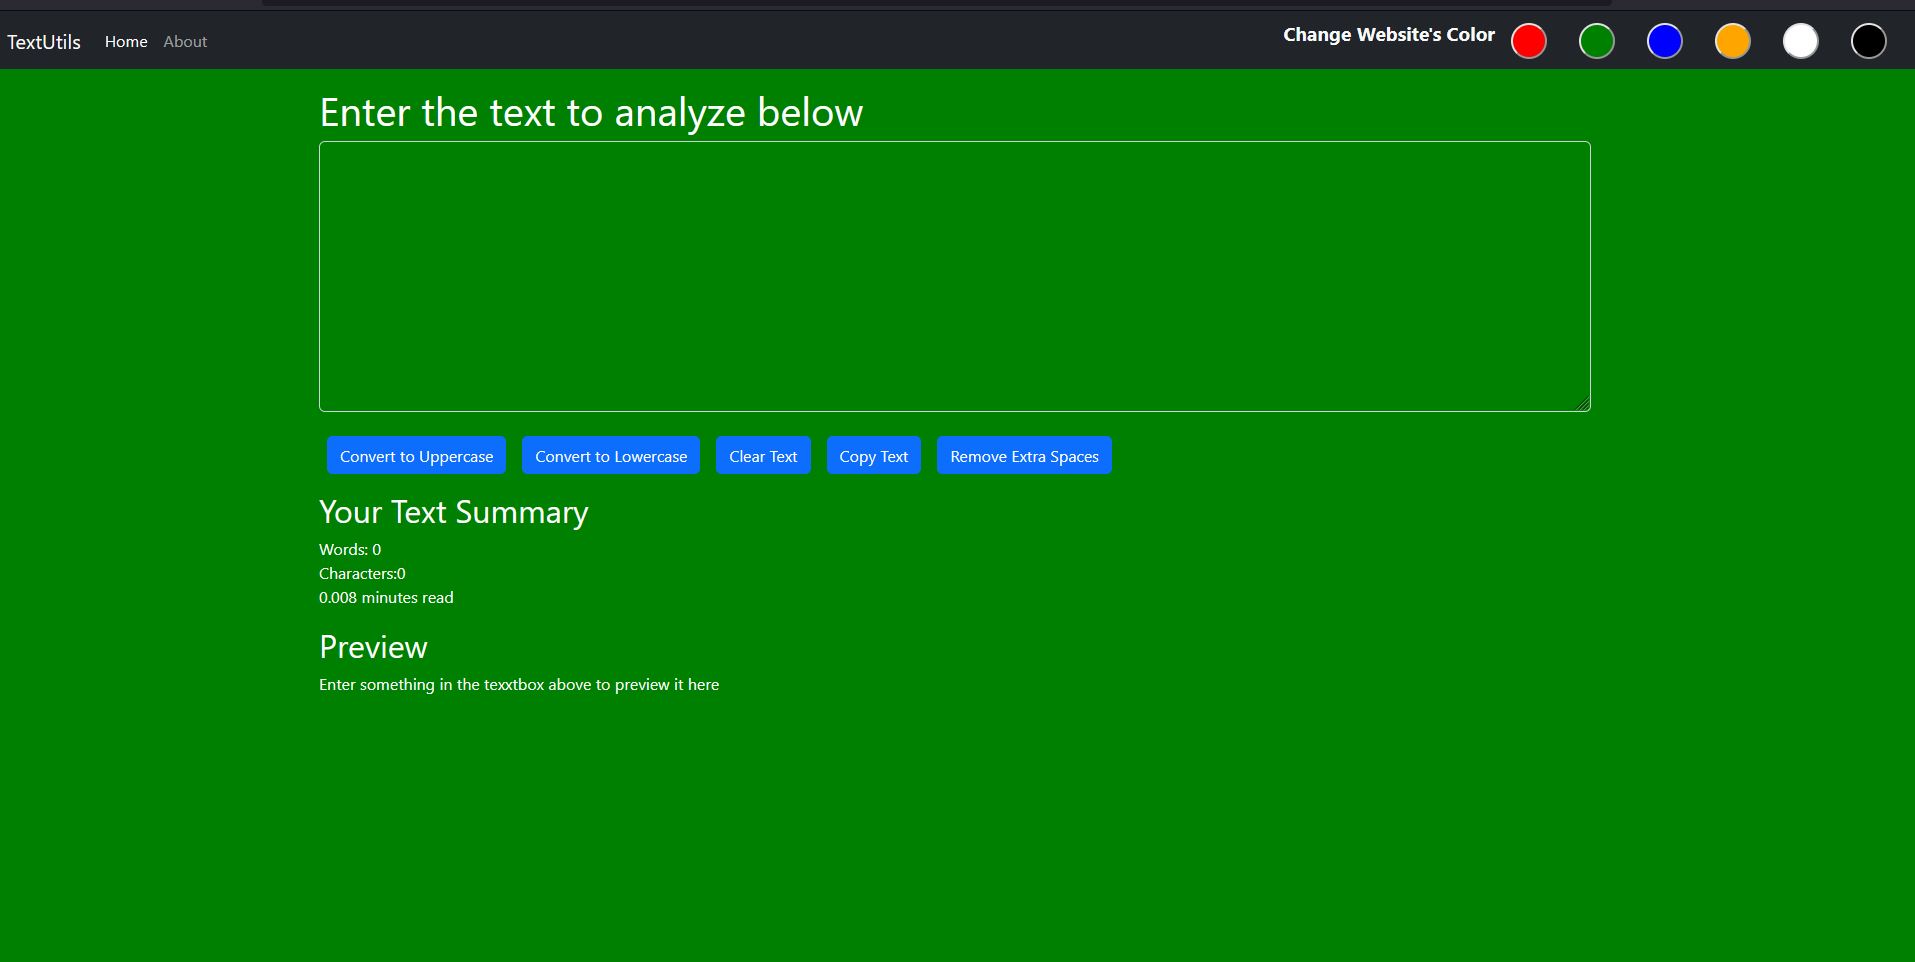 TextUtils Home About Change Website's Color
Enter the text to analyze below
Convert to Uppercase Convert to Lowercase Clear Text Copy Text Remove Extra Spaces
Your Text Summary
Words: 0
Characters:0
0.008 minutes read
Preview
Enter something in the texxtbox above to preview it here